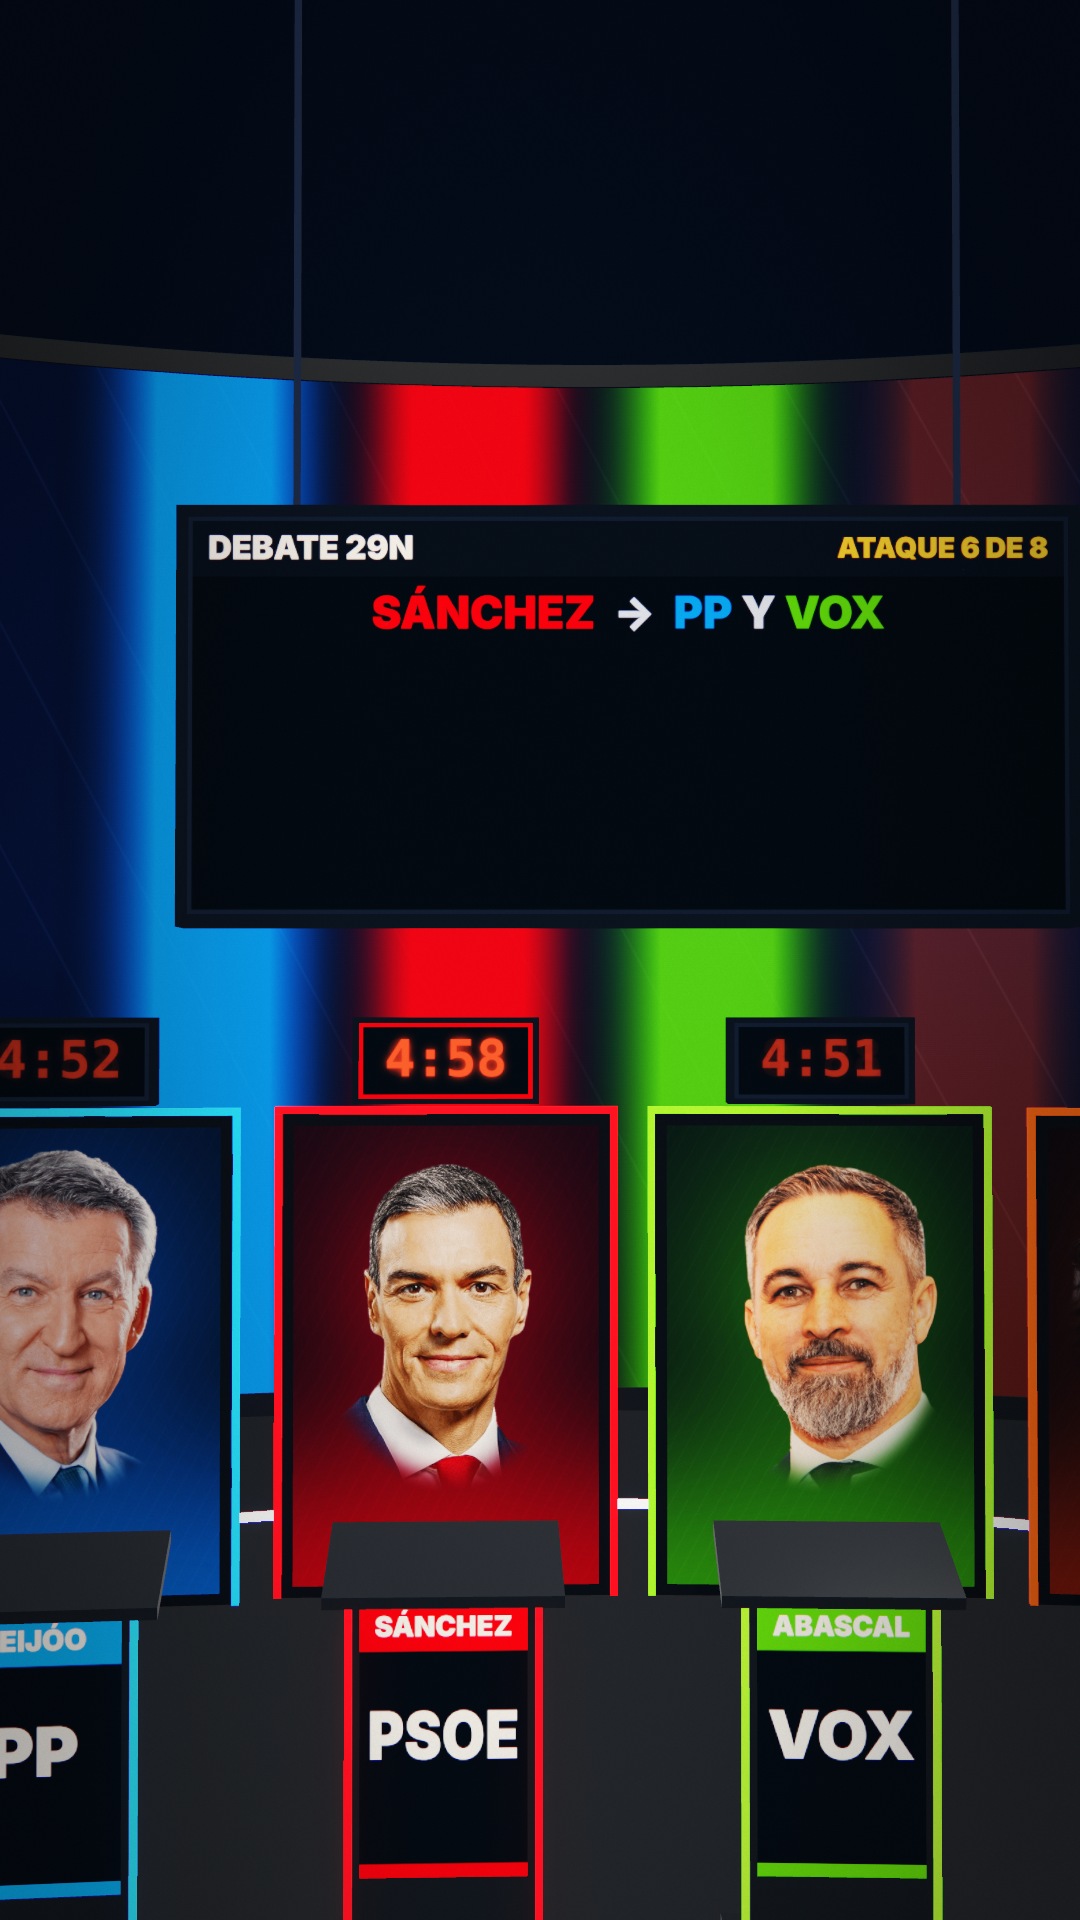 DEBATE 29N
ATAQUE 6 DE 8
SÁNCHEZ → PP Y VOX
4:52
4:58
4:51
EIJÓO
SÁNCHEZ
ABASCAL
PP
PSOE
VOX